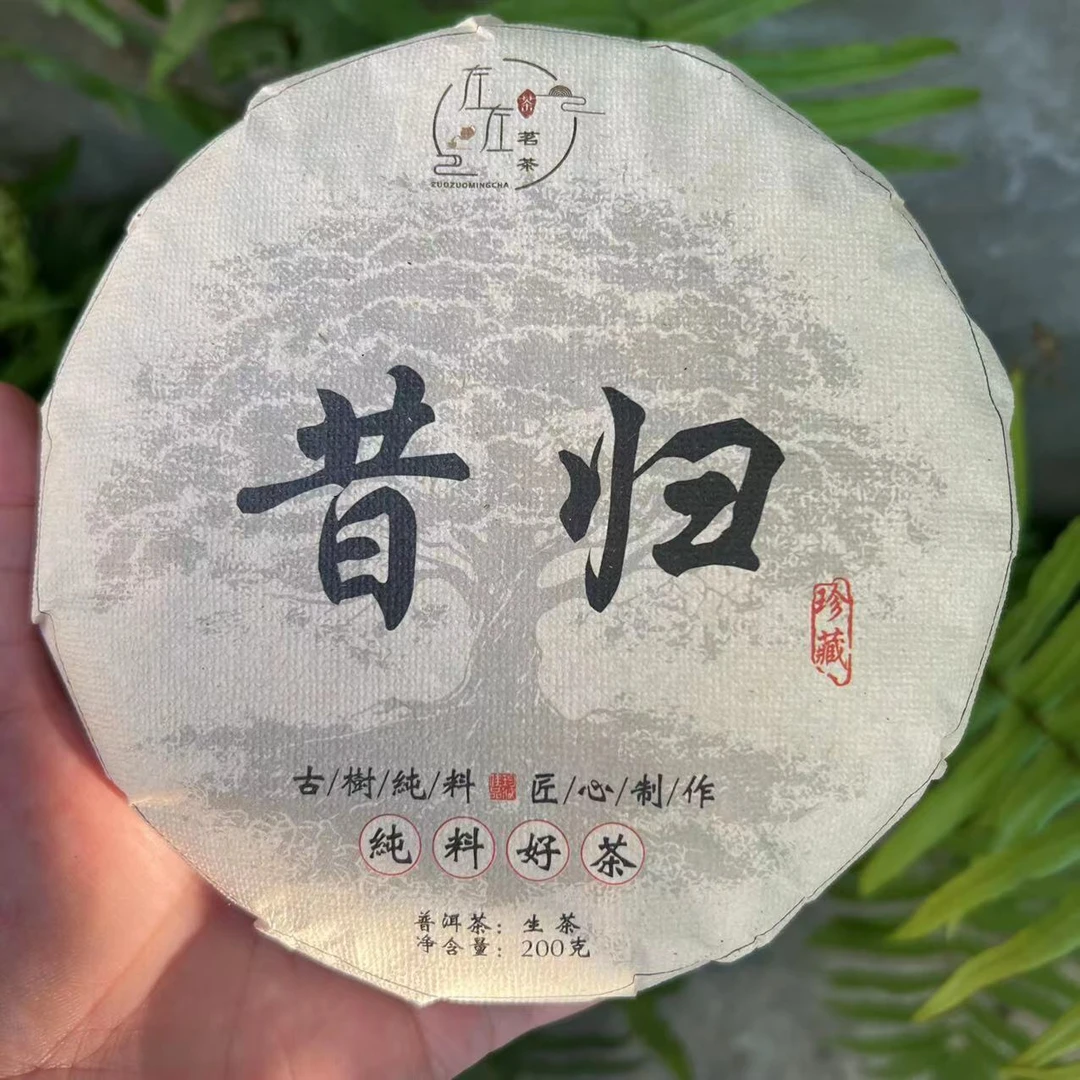 左左
茶
茗茶
ZUOZUOMINGCHA
昔归
珍藏
古/樹/純/料 匠/心/制/作
純料好茶
普洱茶：生茶
净含量：200克